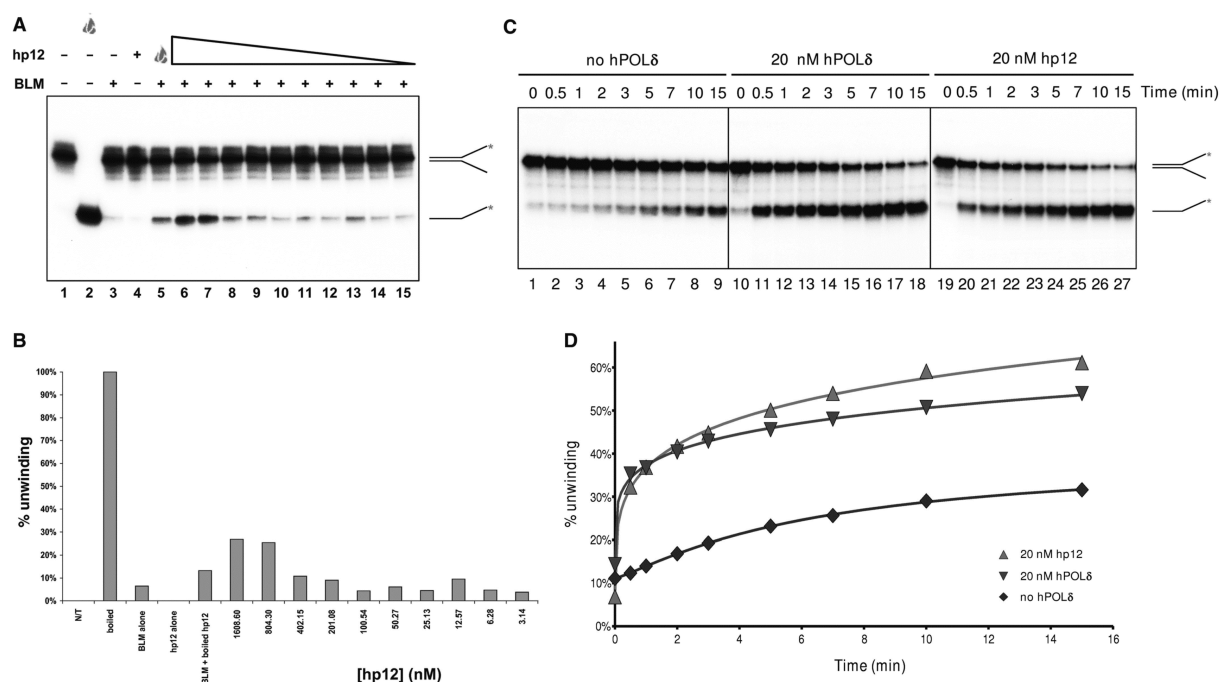 A
hp12 – – – + 
BLM – – + – + + + + + + + + + + +
*
*
1 2 3 4 5 6 7 8 9 10 11 12 13 14 15
B
% unwinding
100%
90%
80%
70%
60%
50%
40%
30%
20%
10%
0%
N/T
boiled
BLM alone
hp12 alone
BLM + boiled hp12
1608.60
804.30
402.15
201.08
100.54
50.27
25.13
12.57
6.28
3.14
[hp12] (nM)
C
no hPOLδ 20 nM hPOLδ 20 nM hp12
0 0.5 1 2 3 5 7 10 15 0 0.5 1 2 3 5 7 10 15 0 0.5 1 2 3 5 7 10 15 Time (min)
*
*
1 2 3 4 5 6 7 8 9 10 11 12 13 14 15 16 17 18 19 20 21 22 23 24 25 26 27
D
% unwinding
60%
50%
40%
30%
20%
10%
0%
20 nM hp12
20 nM hPOLδ
no hPOLδ
0 2 4 6 8 10 12 14 16
Time (min)